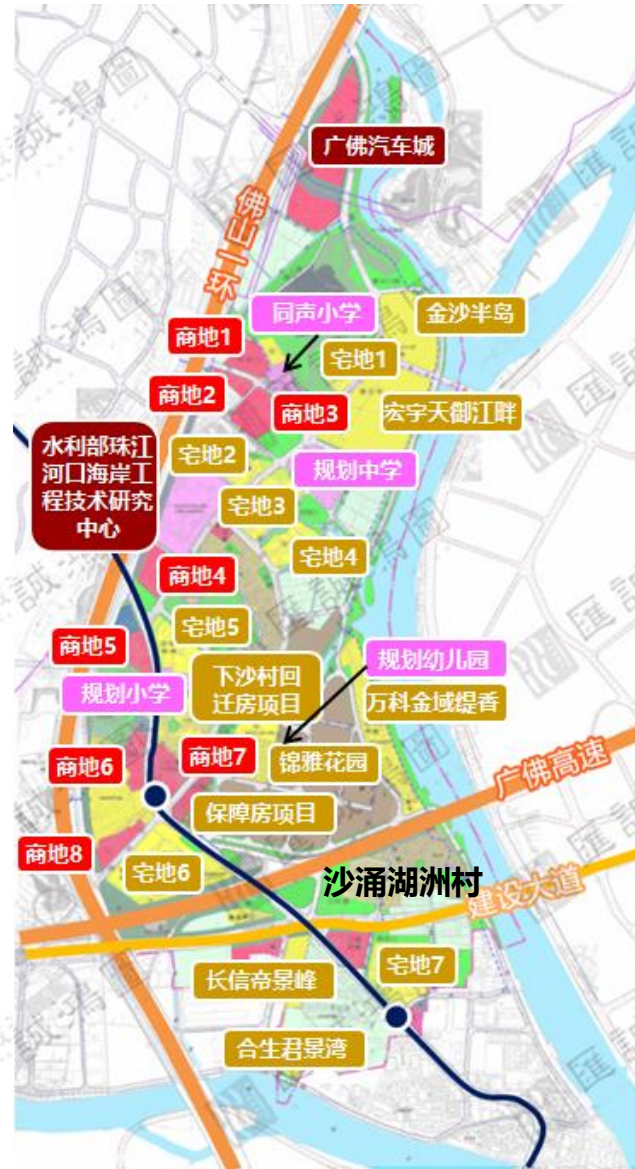 广佛汽车城
佛山一环
同声小学
金沙半岛
商地1
宅地1
商地2
商地3
宏宇天御江畔
水利部珠江
河口海岸工
程技术研究
中心
宅地2
规划中学
宅地3
宅地4
商地4
宅地5
商地5
下沙村回
迁房项目
规划幼儿园
规划小学
万科金域缇香
商地6
商地7
锦雅花园
广佛高速
保障房项目
商地8
宅地6
沙涌湖洲村
建设大道
长信帝景峰
宅地7
合生君景湾
匯誠鴻圖